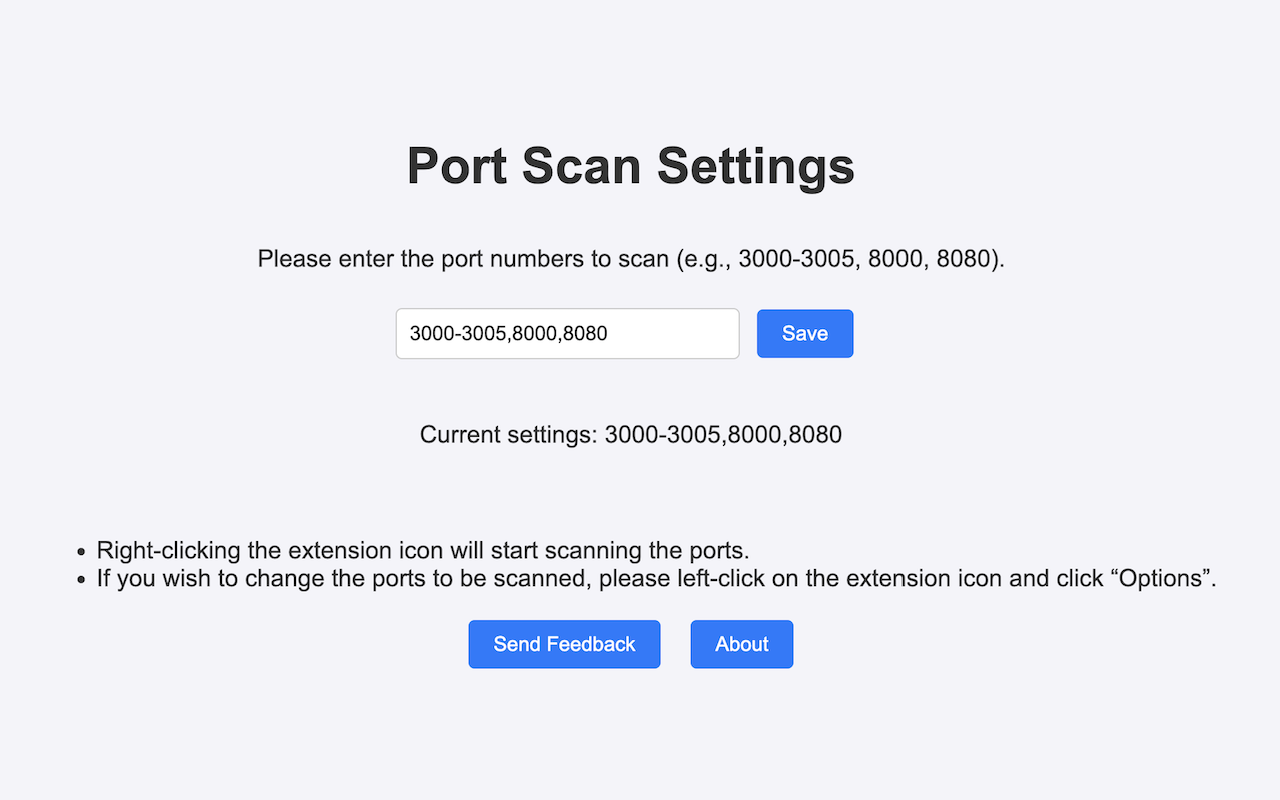 Port Scan Settings
Please enter the port numbers to scan (e.g., 3000-3005, 8000, 8080).
3000-3005,8000,8080
Save
Current settings: 3000-3005,8000,8080
• Right-clicking the extension icon will start scanning the ports.
• If you wish to change the ports to be scanned, please left-click on the extension icon and click “Options”.
Send Feedback
About